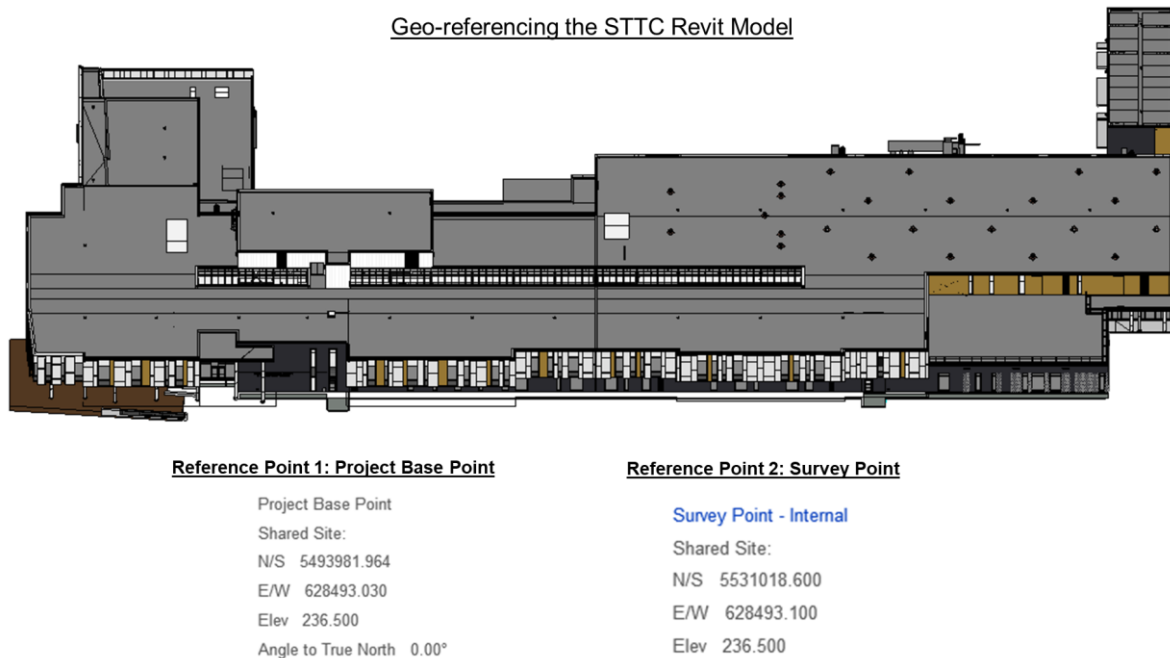 Geo-referencing the STTC Revit Model
Reference Point 1: Project Base Point
Project Base Point
Shared Site:
N/S 5493981.964
E/W 628493.030
Elev 236.500
Angle to True North 0.00°
Reference Point 2: Survey Point
Survey Point - Internal
Shared Site:
N/S 5531018.600
E/W 628493.100
Elev 236.500